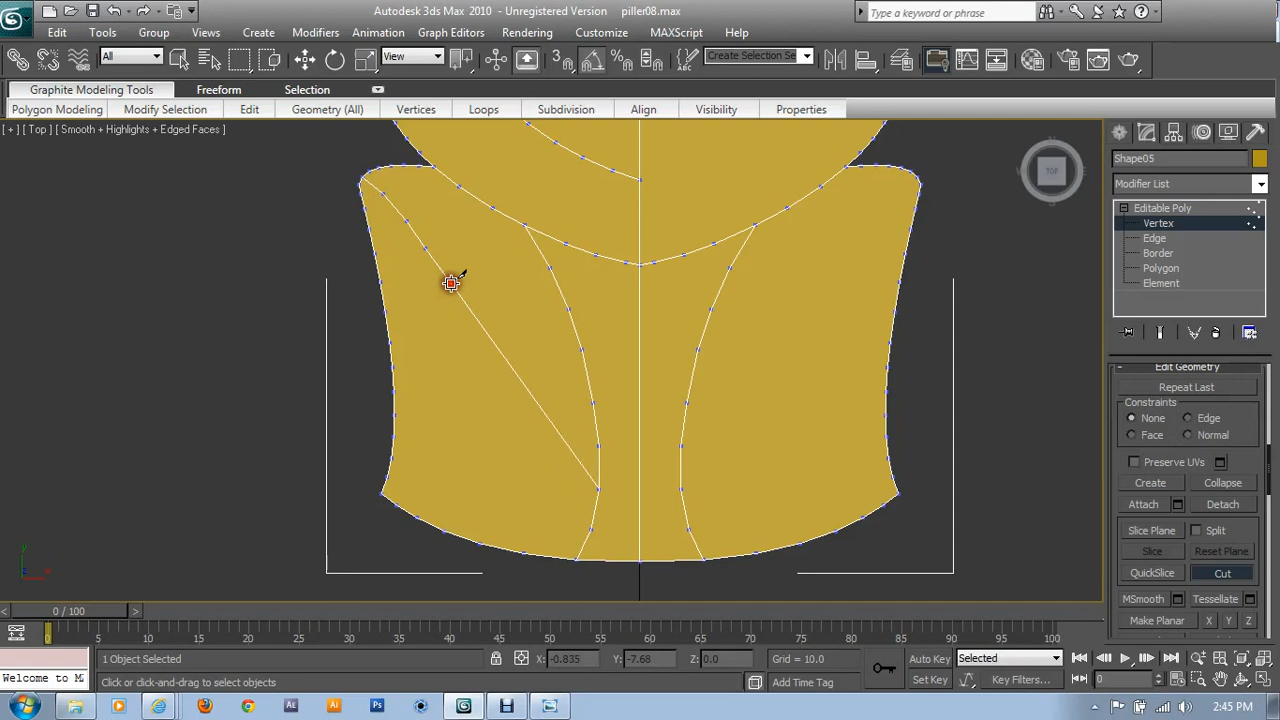 Autodesk 3ds Max 2010 - Unregistered Version piller08.max
Type a keyword or phrase
Edit Tools Group Views Create Modifiers Animation Graph Editors Rendering Customize MAXScript Help
All View Create Selection Se
Graphite Modeling Tools Freeform Selection
Polygon Modeling Modify Selection Edit Geometry (All) Vertices Loops Subdivision Align Visibility Properties
[ + ] [ Top ] [ Smooth + Highlights + Edged Faces ]
TOP
Shape05
Modifier List
Editable Poly
Vertex
Edge
Border
Polygon
Element
Edit Geometry
Repeat Last
Constraints
None Edge
Face Normal
Preserve UVs
Create Collapse
Attach Detach
Slice Plane Split
Slice Reset Plane
QuickSlice Cut
MSmooth Tessellate
Make Planar X Y Z
0 / 100
0 5 10 15 20 25 30 35 40 45 50 55 60 65 70 75 80 85 90 95 100
1 Object Selected X: -0.835 Y: -7.68 Z: 0.0 Grid = 10.0 Auto Key Selected
Welcome to M Click or click-and-drag to select objects Add Time Tag Set Key Key Filters... 0
2:45 PM